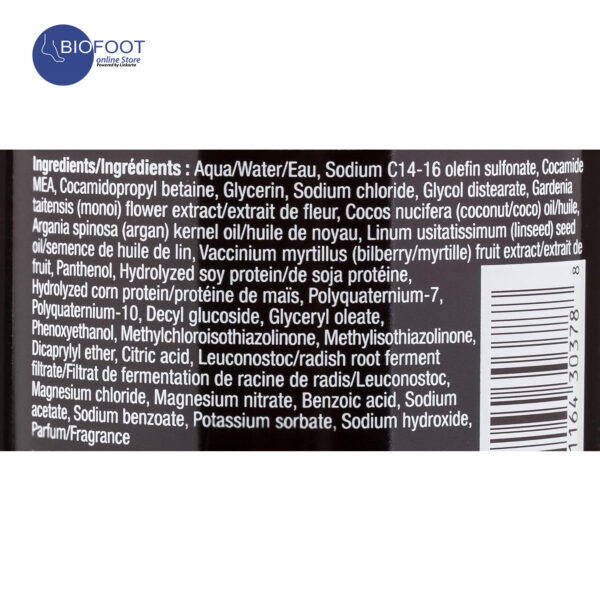 BIOFOOT
online Store
Powered by Linkarta
Ingredients/Ingrédients : Aqua/Water/Eau, Sodium C14-16 olefin sulfonate, Cocamide
MEA, Cocamidopropyl betaine, Glycerin, Sodium chloride, Glycol distearate, Gardenia
taitensis (monoi) flower extract/extrait de fleur, Cocos nucifera (coconut/coco) oil/huile,
Argania spinosa (argan) kernel oil/huile de noyau, Linum usitatissimum (linseed) seed
oil/semence de huile de lin, Vaccinium myrtillus (bilberry/myrtille) fruit extract/extrait de
fruit, Panthenol, Hydrolyzed soy protein/de soja protéine,
Hydrolyzed corn protein/protéine de maïs, Polyquaternium-7,
Polyquaternium-10, Decyl glucoside, Glyceryl oleate,
Phenoxyethanol, Methylchloroisothiazolinone, Methylisothiazolinone,
Dicaprylyl ether, Citric acid, Leuconostoc/radish root ferment
filtrate/Filtrat de fermentation de racine de radis/Leuconostoc,
Magnesium chloride, Magnesium nitrate, Benzoic acid, Sodium
acetate, Sodium benzoate, Potassium sorbate, Sodium hydroxide,
Parfum/Fragrance
1164 30378 8